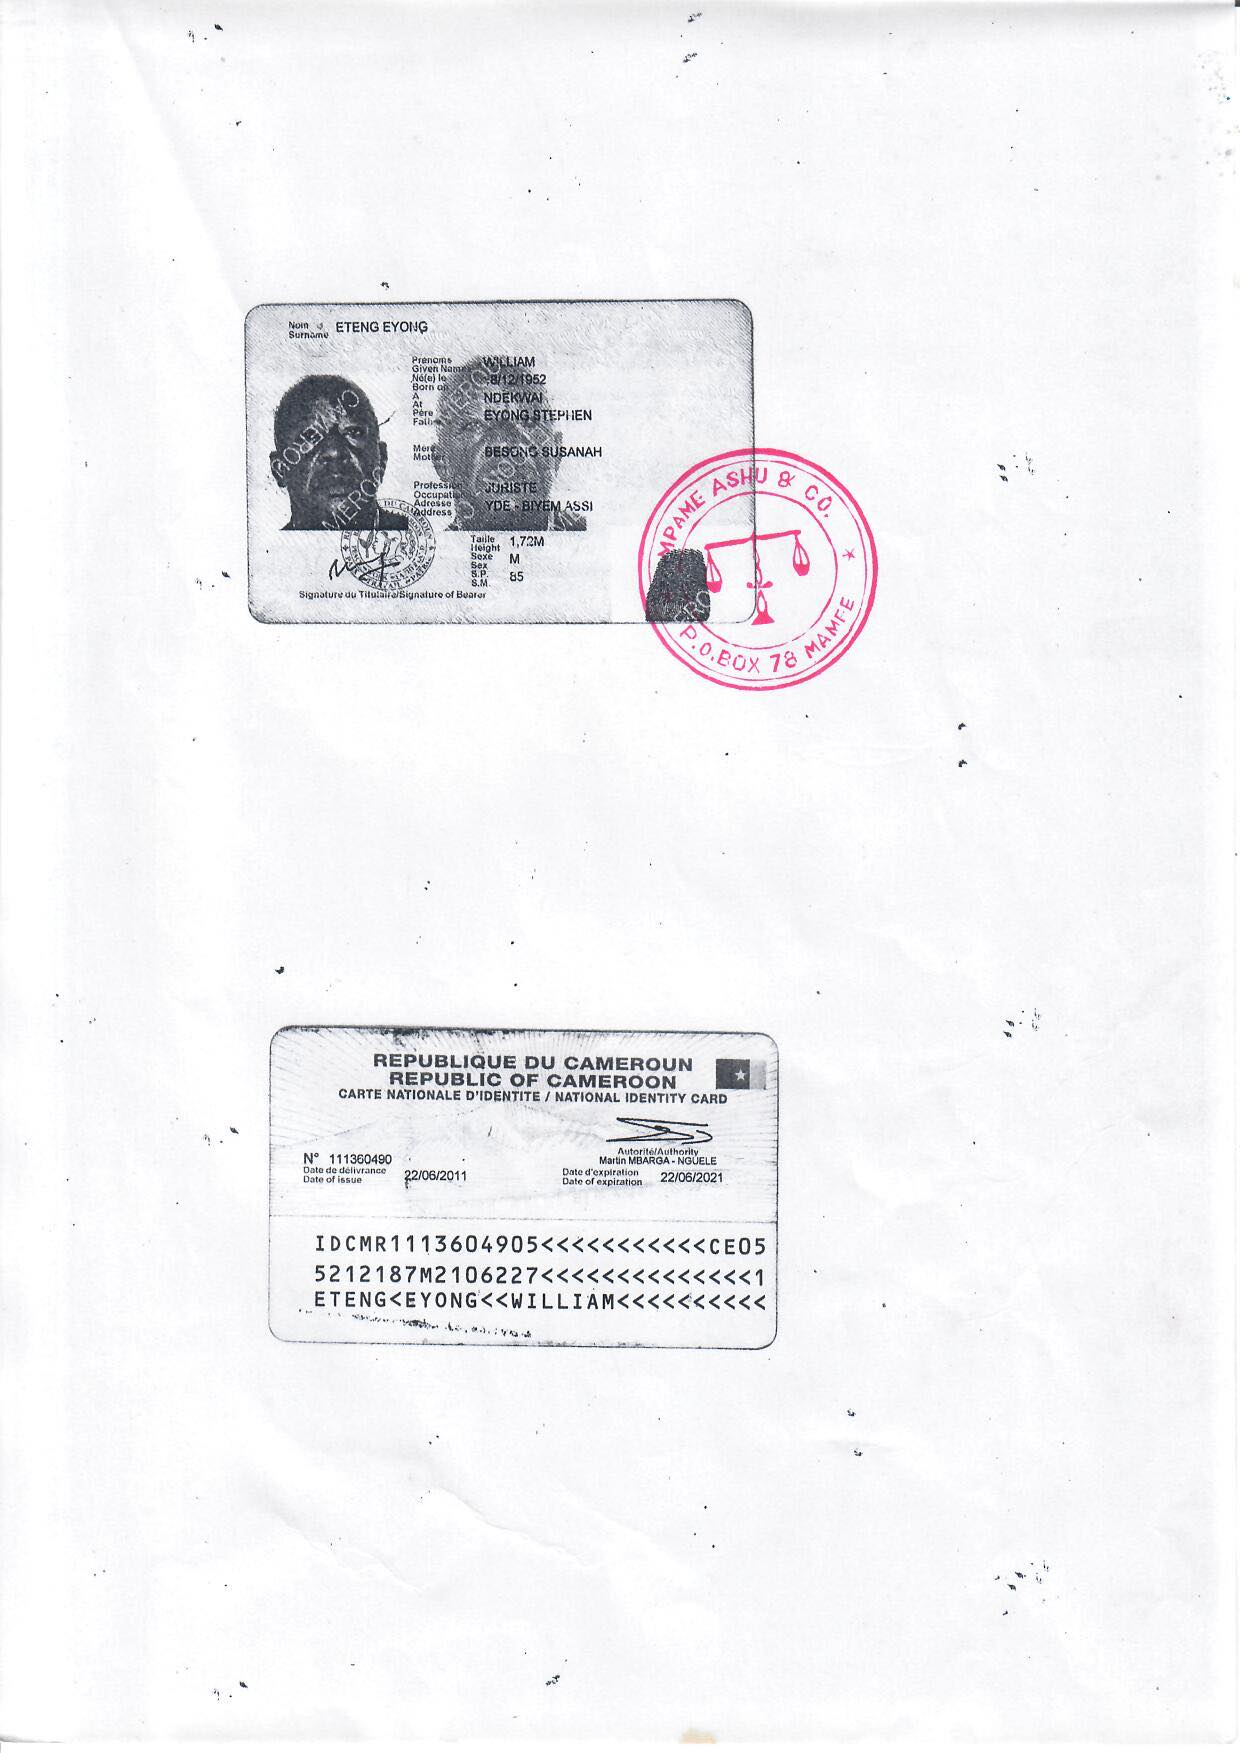 Nom
Surname
ETENG EYONG
Prénoms
Given Names
WILLIAM
Né(e) le
Born on
8/12/1952
A
At
NDEKWAI
Père
Father
EYONG STEPHEN
Mère
Mother
BESONG SUSANAH
Profession
Occupation
JURISTE
Adresse
Address
YDE - BIYEM ASSI
Taille
Height
1,72M
Sexe
Sex
M
S.P.
S.M.
85
Signature du Titulaire/Signature of Bearer
MPAME ASHU & CO.
P.O.BOX 78 MAMFE
REPUBLIQUE DU CAMEROUN
REPUBLIC OF CAMEROON
CARTE NATIONALE D'IDENTITE / NATIONAL IDENTITY CARD
Autorité/Authority
Martin MBARGA - NGUELE
N° 111360490
Date de délivrance
Date of issue
22/06/2011
Date d'expiration
Date of expiration
22/06/2021
IDCMR1113604905<<<<<<<<<<<CE05
5212187M2106227<<<<<<<<<<<<<<1
ETENG<EYONG<<WILLIAM<<<<<<<<<<